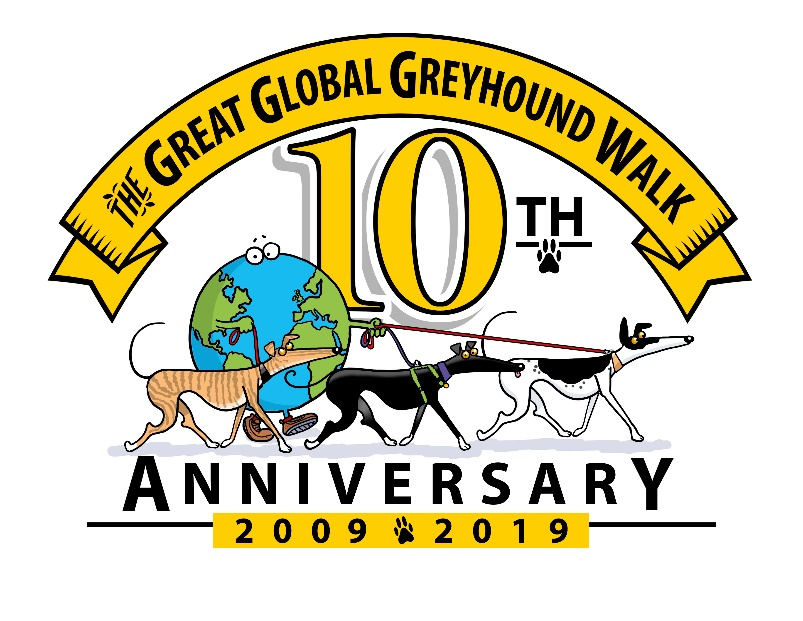 THE GREAT GLOBAL GREYHOUND WALK
10TH
ANNIVERSARY
2009 2019